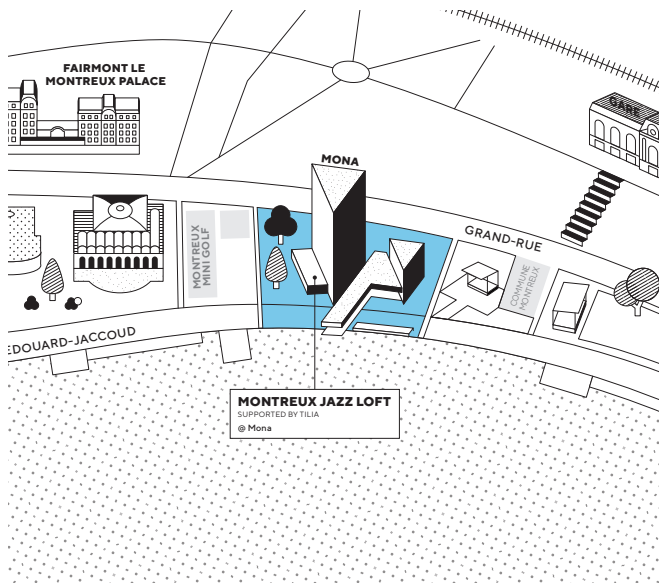 FAIRMONT LE
MONTREUX PALACE
GARE
MONA
GRAND-RUE
MONTREUX
MINI GOLF
COMMUNE
MONTREUX
EDOUARD-JACCOUD
MONTREUX JAZZ LOFT
SUPPORTED BY TILIA
@ Mona